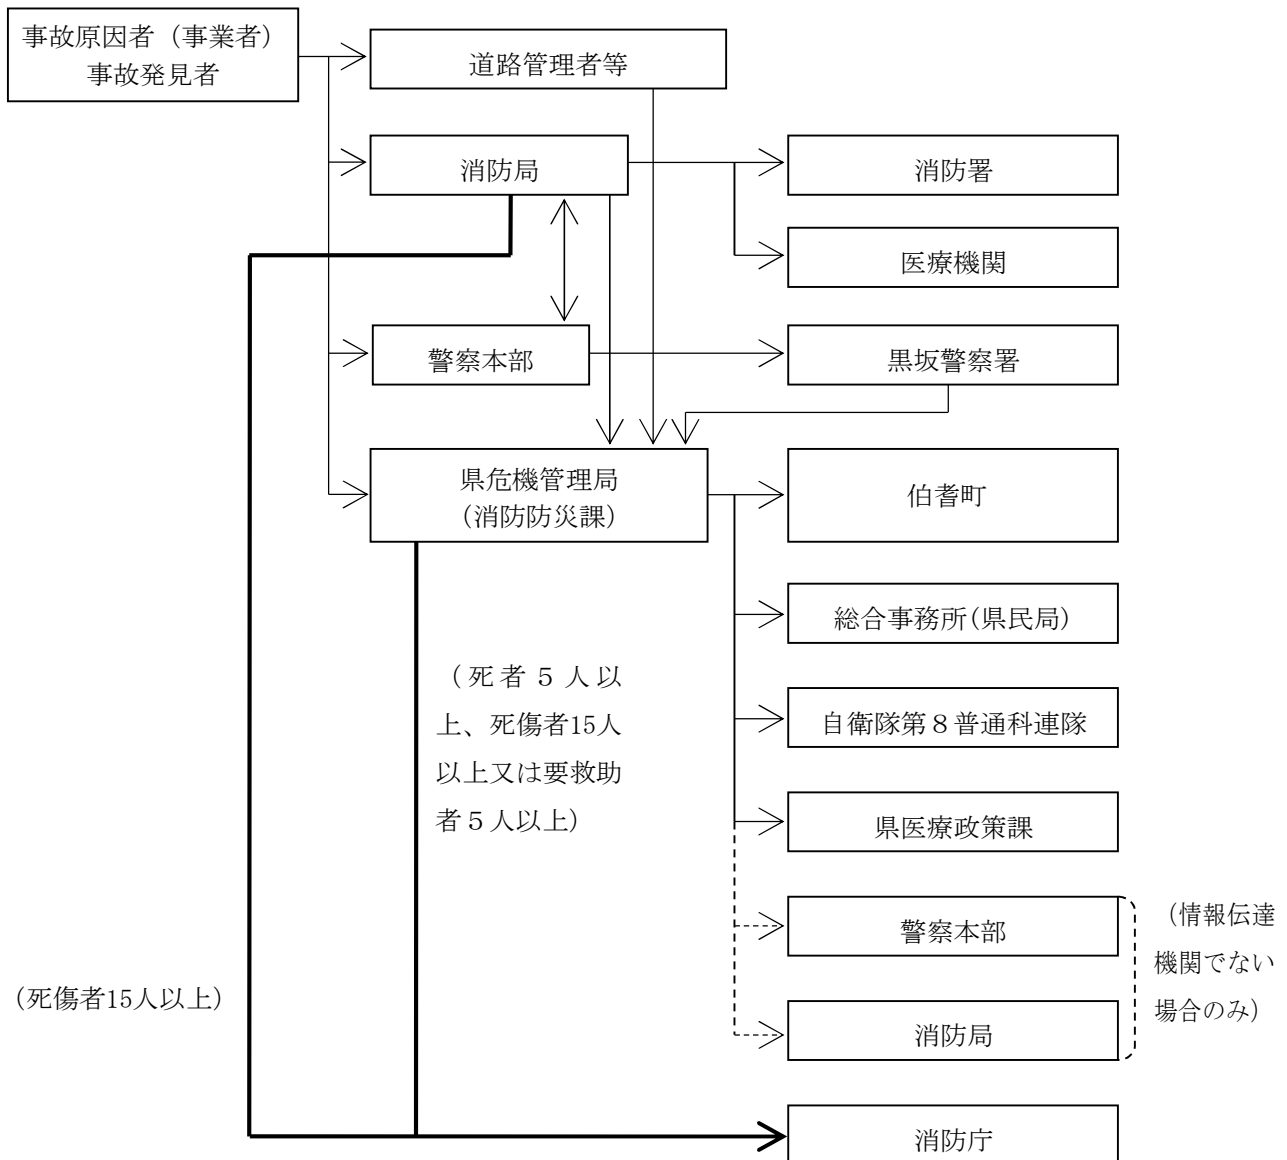 事故原因者（事業者）
事故発見者
道路管理者等
消防局
消防署
医療機関
警察本部
黒坂警察署
県危機管理局
（消防防災課）
伯耆町
総合事務所（県民局）
（死者５人以
上、死傷者15人
以上又は要救助
者５人以上）
自衛隊第８普通科連隊
県医療政策課
警察本部
（情報伝達
機関でない
場合のみ）
（死傷者15人以上）
消防局
消防庁